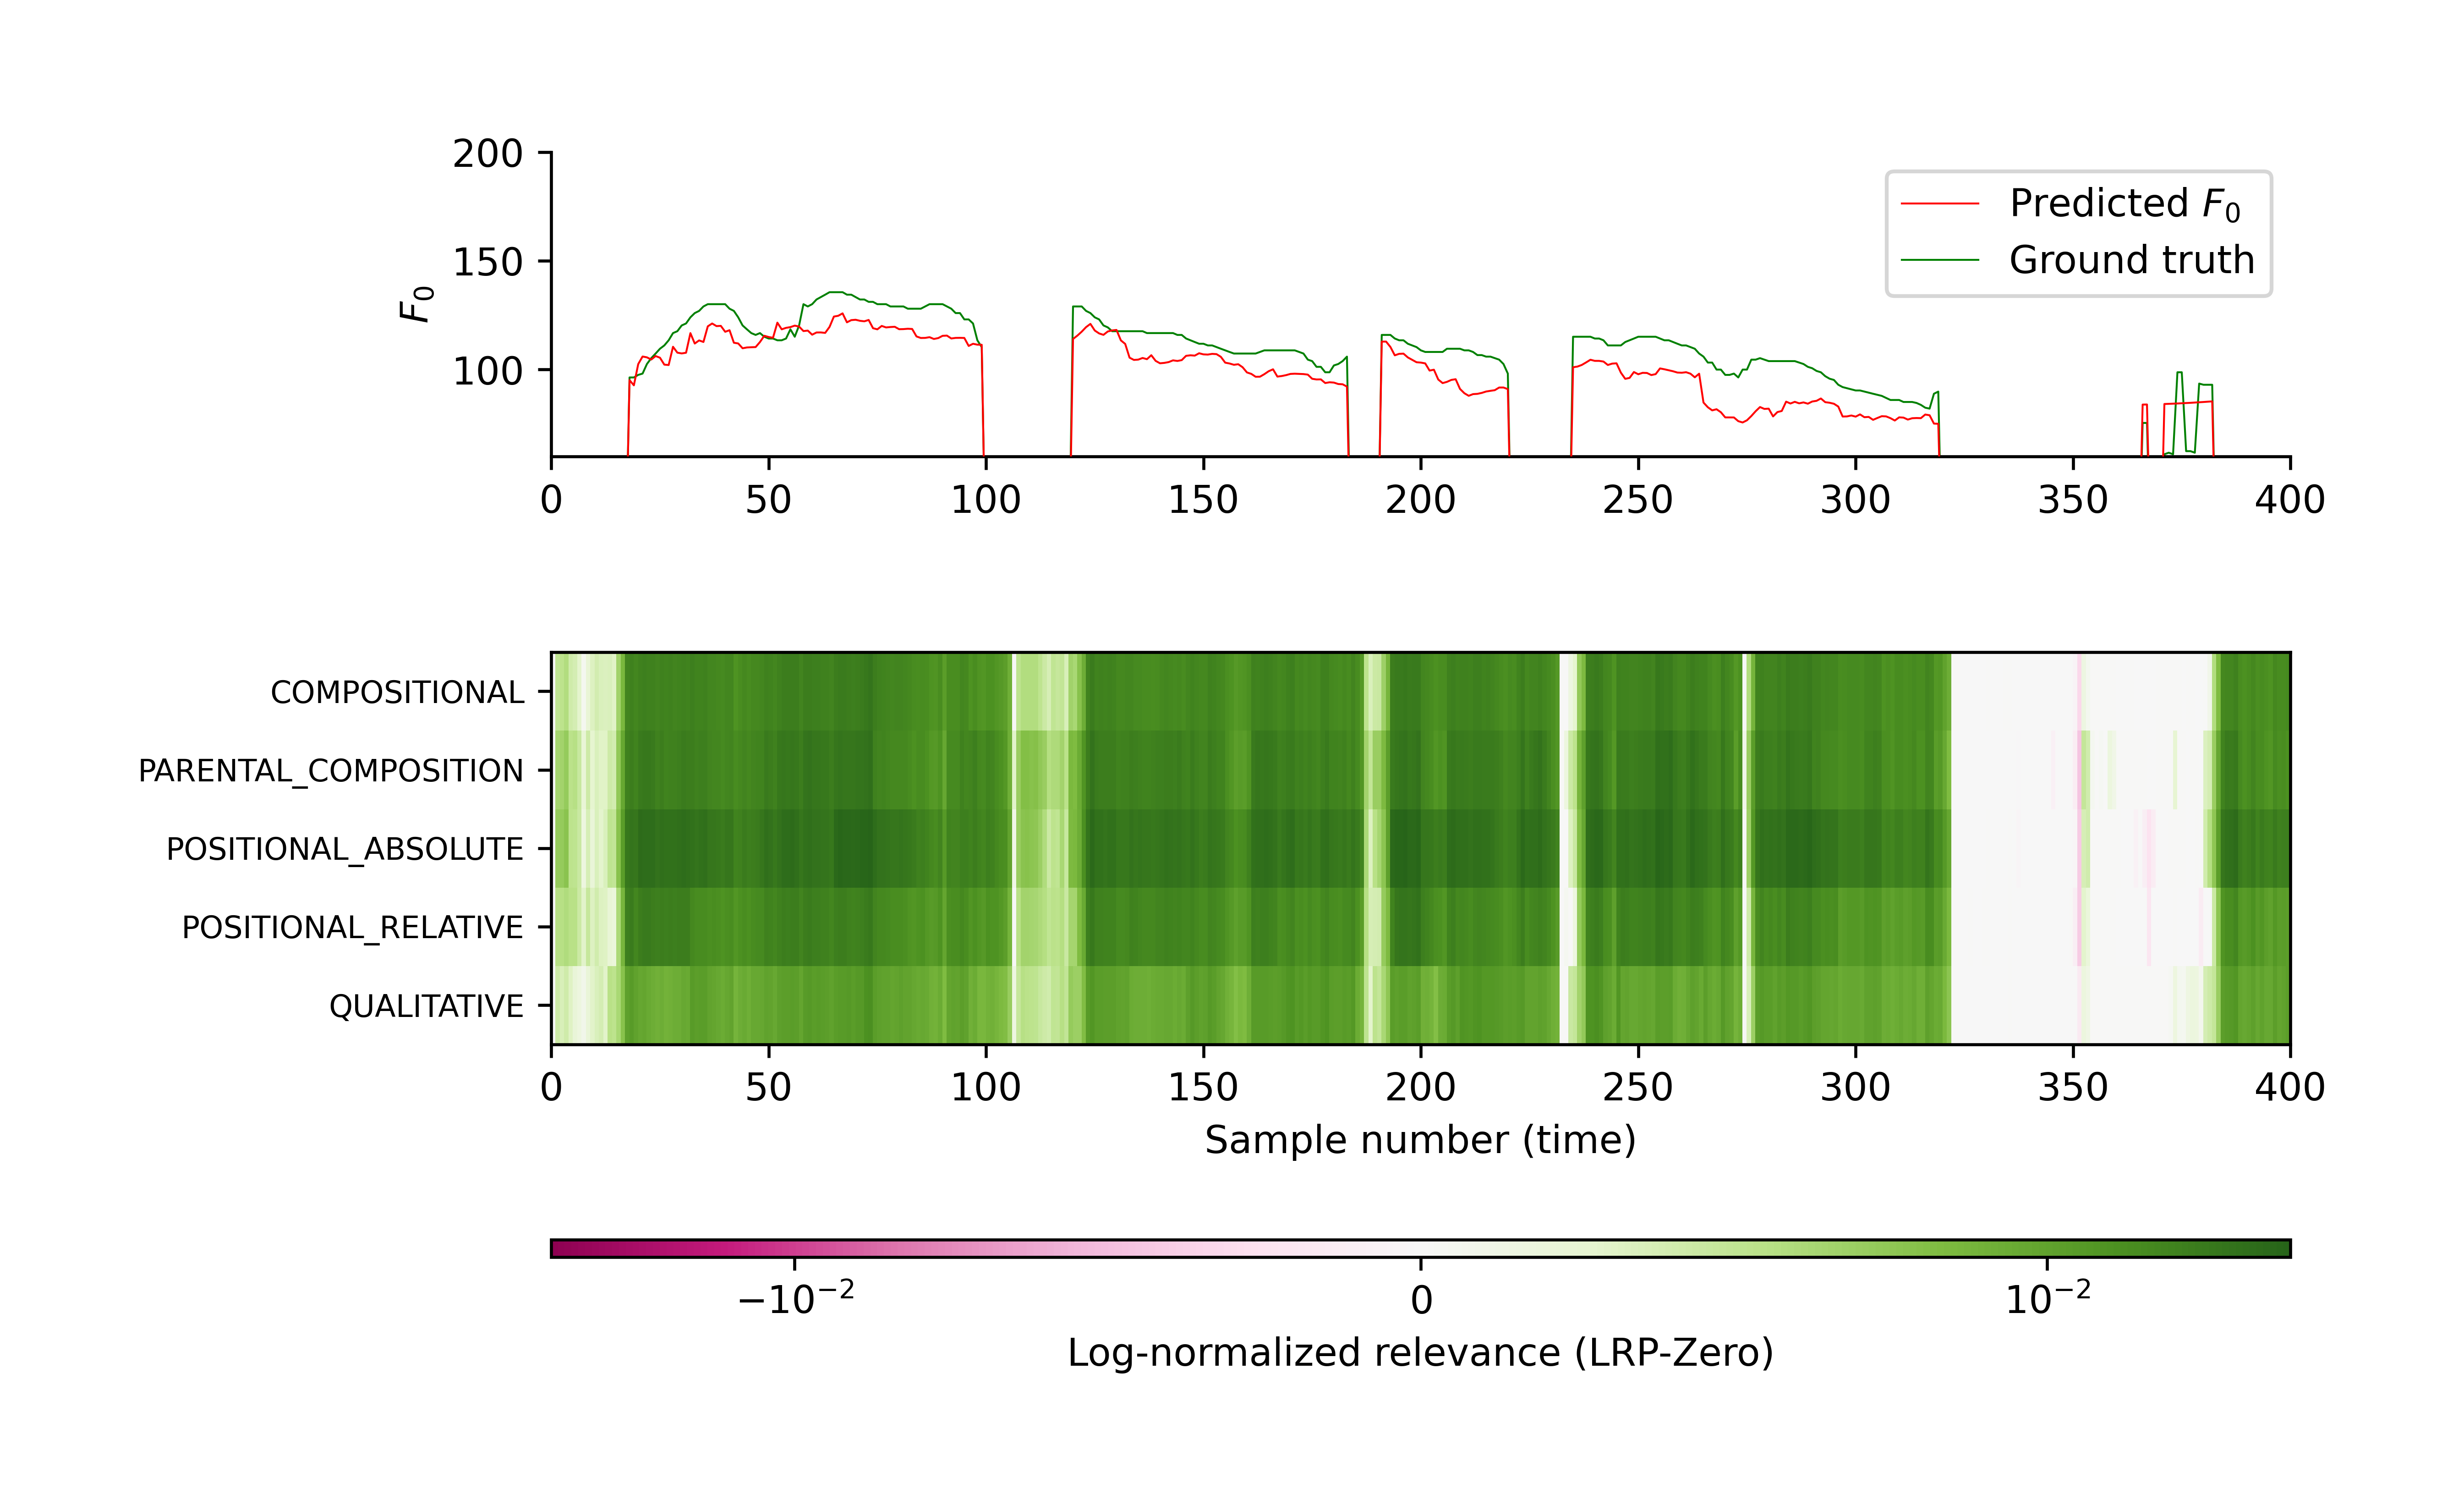 200
150
100
F₀
Predicted F₀
Ground truth
0 50 100 150 200 250 300 350 400
COMPOSITIONAL
PARENTAL_COMPOSITION
POSITIONAL_ABSOLUTE
POSITIONAL_RELATIVE
QUALITATIVE
0 50 100 150 200 250 300 350 400
Sample number (time)
−10⁻² 0 10⁻²
Log-normalized relevance (LRP-Zero)